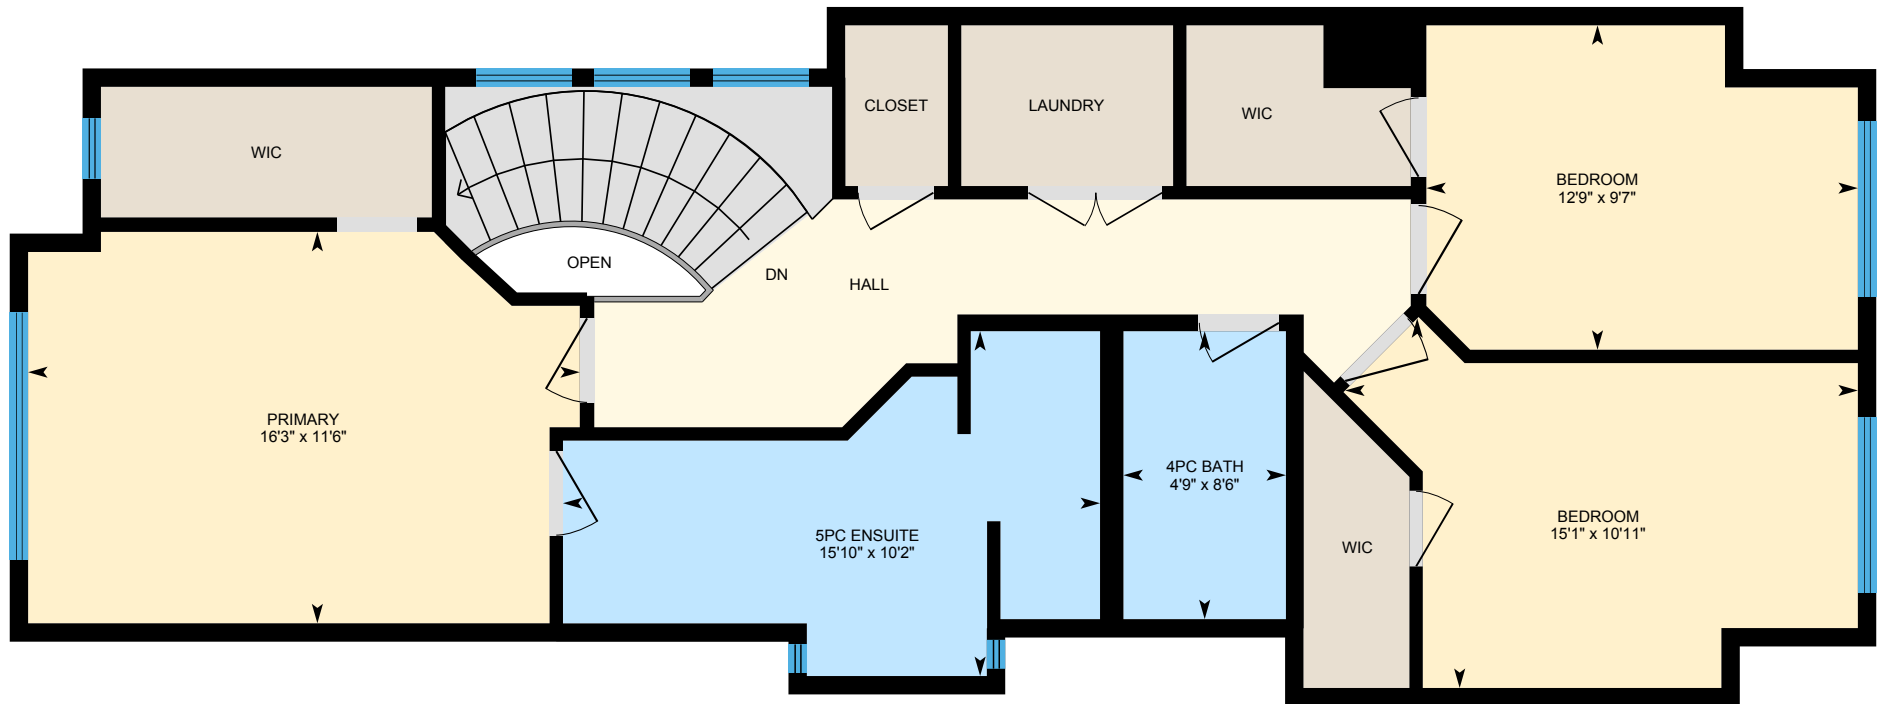 CLOSET
LAUNDRY
WIC
WIC
BEDROOM
12'9" x 9'7"
OPEN
DN
HALL
PRIMARY
16'3" x 11'6"
4PC BATH
4'9" x 8'6"
5PC ENSUITE
15'10" x 10'2"
WIC
BEDROOM
15'1" x 10'11"